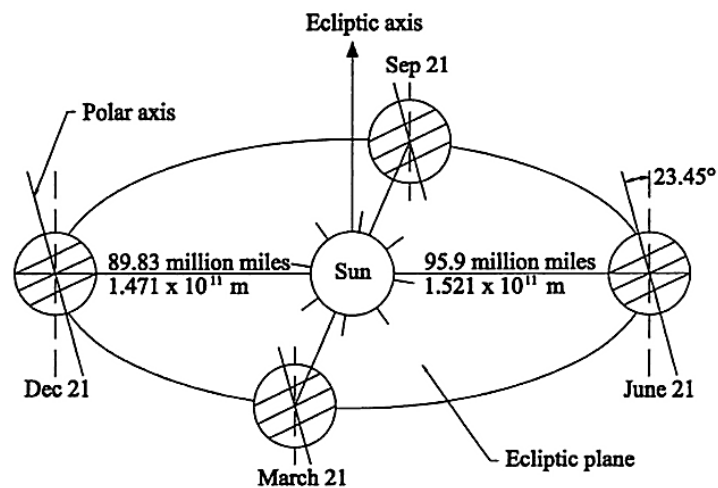 Ecliptic axis
Sep 21
Polar axis
23.45°
89.83 million miles
1.471 x 10¹¹ m
Sun
95.9 million miles
1.521 x 10¹¹ m
Dec 21
June 21
March 21
Ecliptic plane